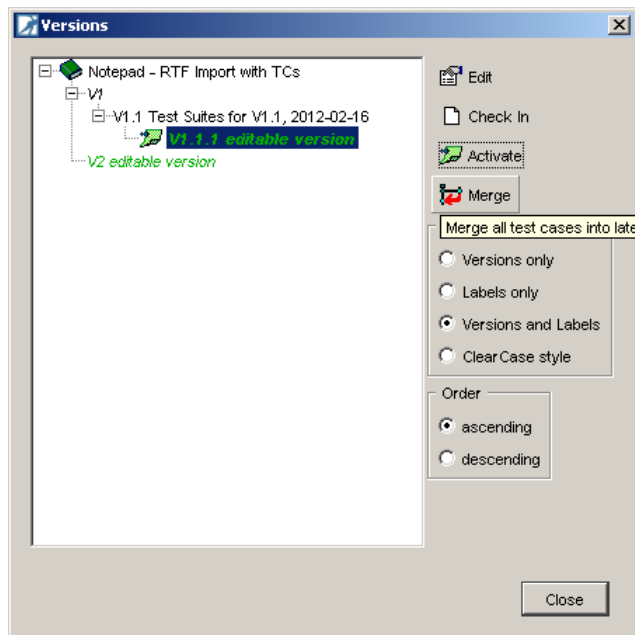 Versions
Notepad - RTF Import with TCs
V1
V1.1 Test Suites for V1.1, 2012-02-16
V1.1.1 editable version
V2 editable version
Edit
Check In
Activate
Merge
Merge all test cases into late
Versions only
Labels only
Versions and Labels
ClearCase style
Order
ascending
descending
Close